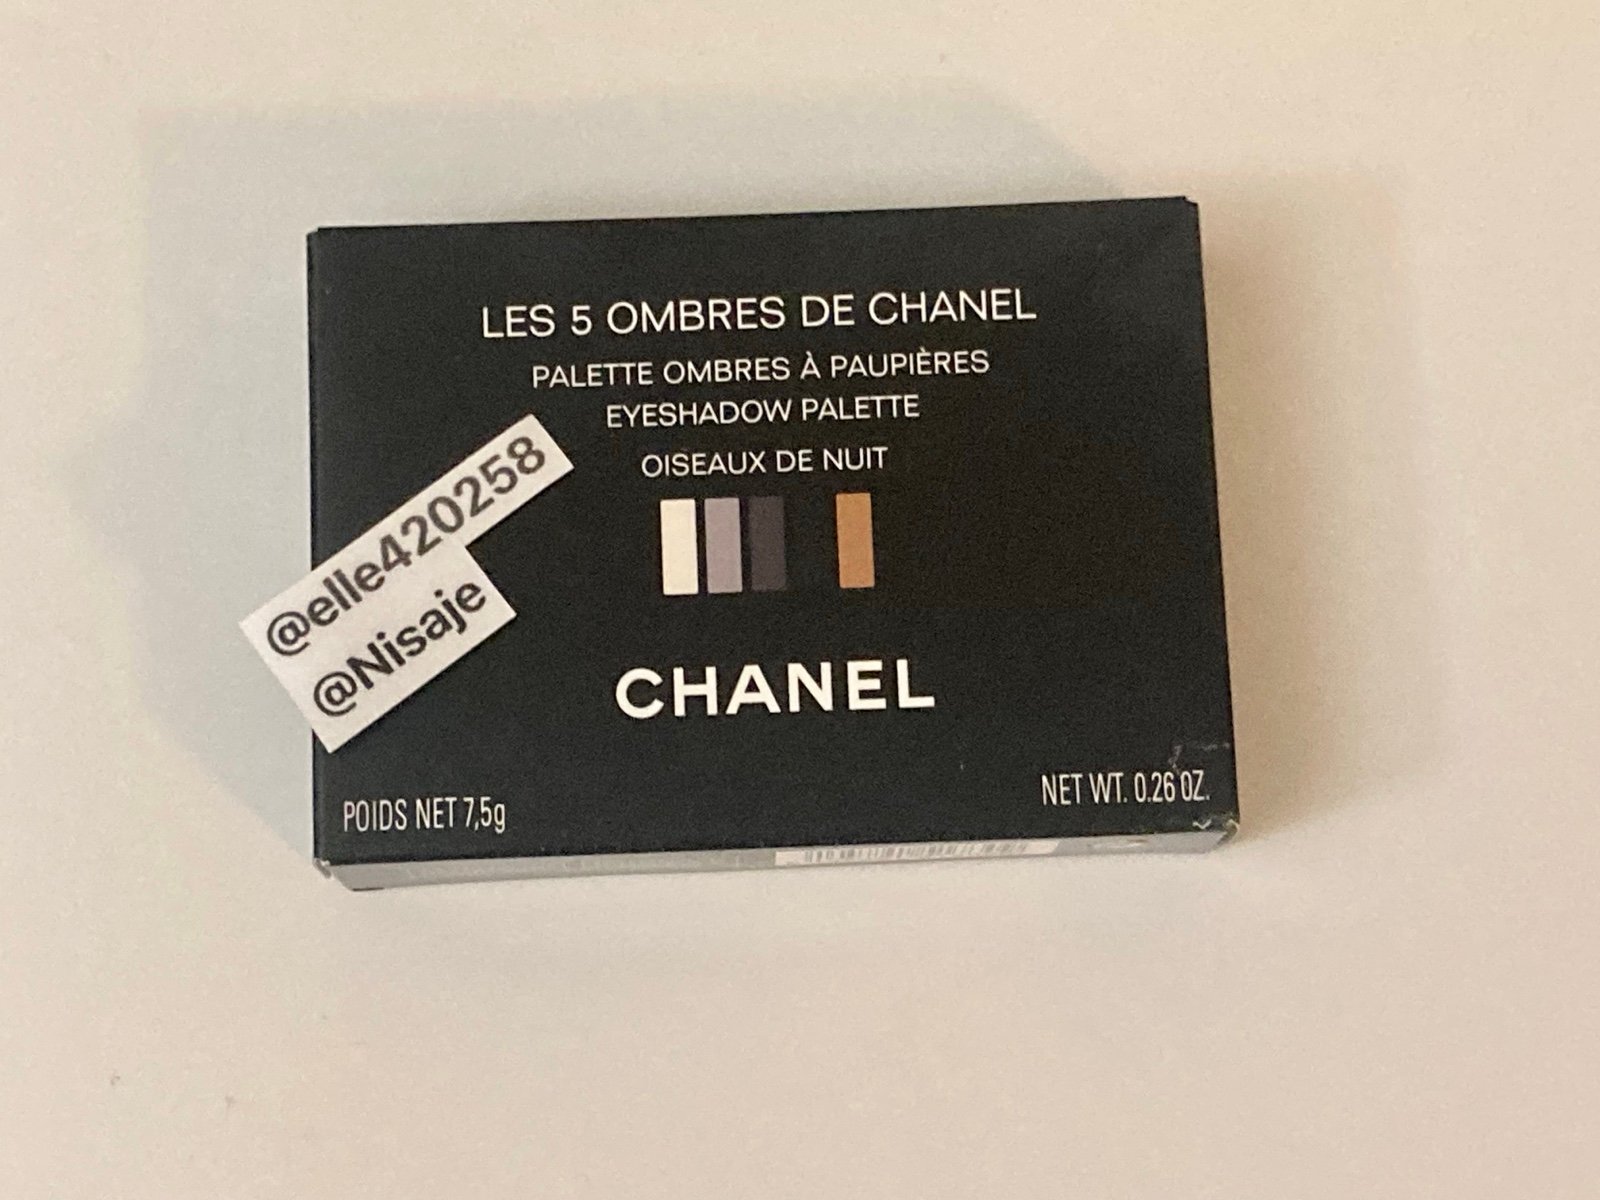 LES 5 OMBRES DE CHANEL
PALETTE OMBRES À PAUPIÈRES
EYESHADOW PALETTE
OISEAUX DE NUIT
@elle420258
@Nisaje
CHANEL
POIDS NET 7,5g
NET WT. 0.26 OZ.